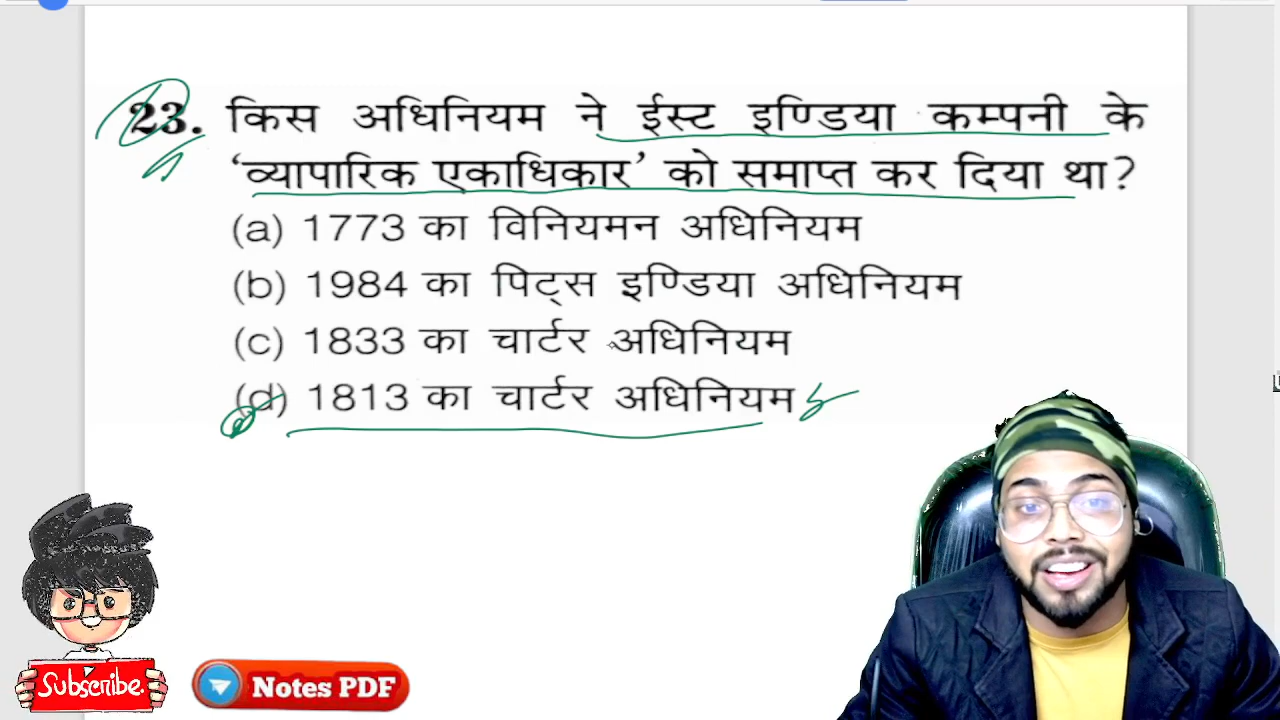 23. किस अधिनियम ने ईस्ट इण्डिया कम्पनी के
‘व्यापारिक एकाधिकार’ को समाप्त कर दिया था?
(a) 1773 का विनियमन अधिनियम
(b) 1984 का पिट्स इण्डिया अधिनियम
(c) 1833 का चार्टर अधिनियम
(d) 1813 का चार्टर अधिनियम
Subscribe.
Notes PDF